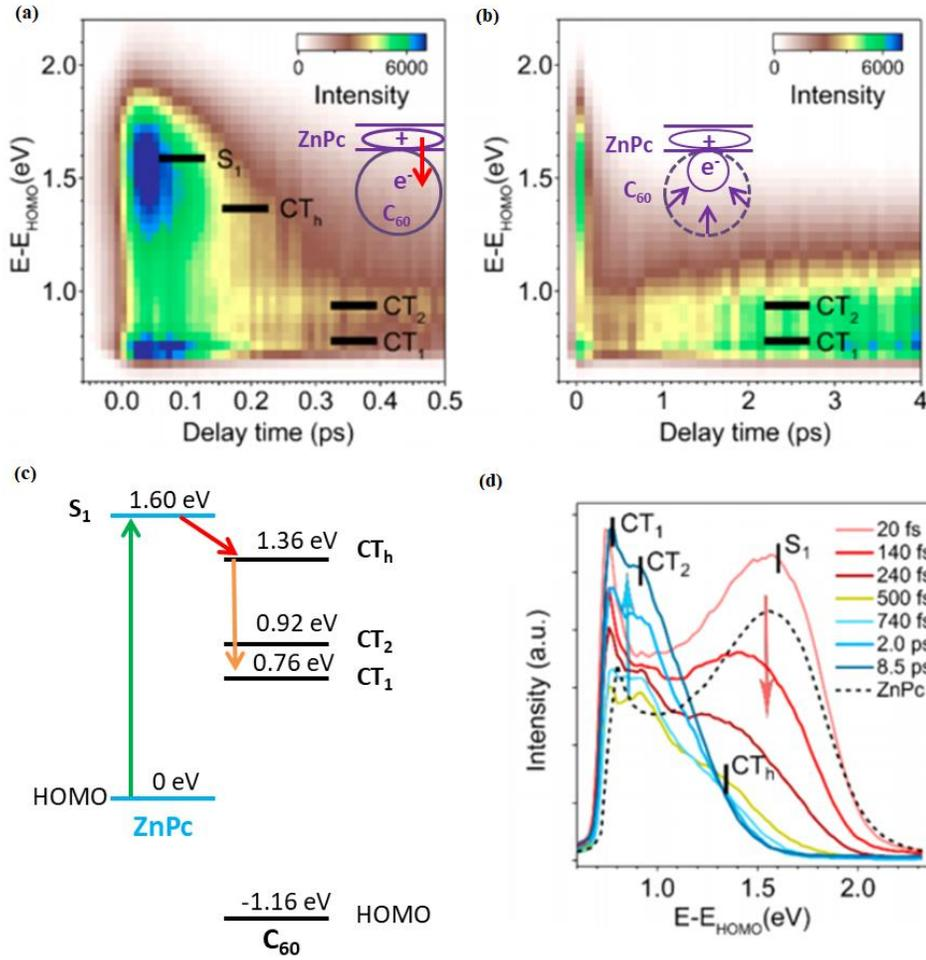 (a)
(b)
2.0
1.5
1.0
E-E_HOMO(eV)
0
6000
Intensity
ZnPc
+
e-
C60
S1
CTh
CT2
CT1
0.0
0.1
0.2
0.3
0.4
0.5
Delay time (ps)
2.0
1.5
1.0
E-E_HOMO(eV)
0
6000
Intensity
ZnPc
+
e-
C60
CT2
CT1
0
1
2
3
4
Delay time (ps)
(c)
S1
1.60 eV
1.36 eV
CTh
0.92 eV
CT2
0.76 eV
CT1
HOMO
0 eV
ZnPc
-1.16 eV
HOMO
C60
(d)
Intensity (a.u.)
CT1
CT2
S1
CTh
20 fs
140 fs
240 fs
500 fs
740 fs
2.0 ps
8.5 ps
ZnPc
1.0
1.5
2.0
E-E_HOMO(eV)